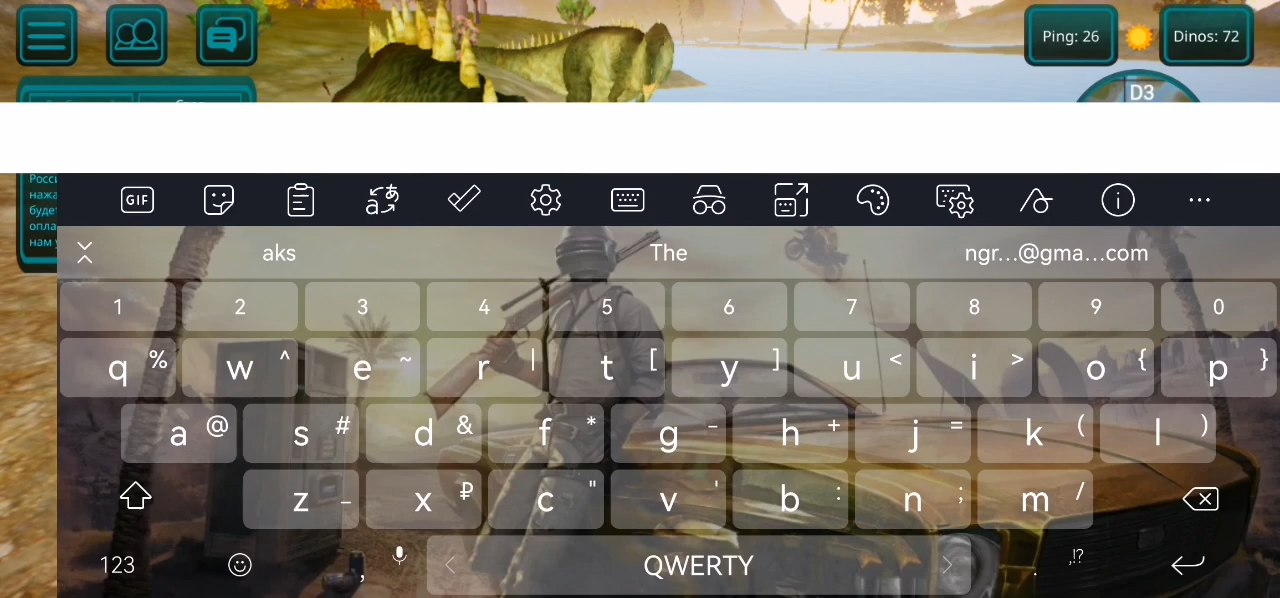 Ping: 26
Dinos: 72
D3
нажа
будет
опла
нам
GIF
aks The ngr...@gma...com
1 2 3 4 5 6 7 8 9 0
q % w ^ e ~ r | t [ y ] u < i > o { p }
a @ s # d & f * g - h + j = k ( l )
z _ x ₽ c " v ' b : n ; m /
123 , QWERTY . ,!?